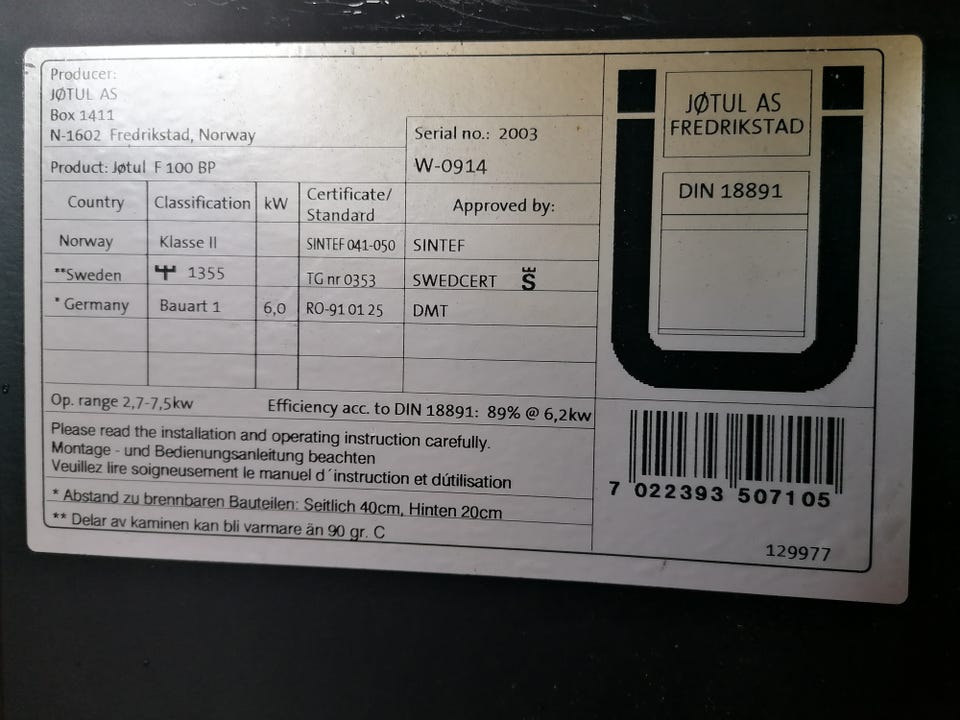 Producer:
JØTUL AS
Box 1411
N-1602 Fredrikstad, Norway
Serial no.: 2003
Product: Jøtul F 100 BP
W-0914
Country Classification kW Certificate/ Standard Approved by:
Norway Klasse II SINTEF 041-050 SINTEF
**Sweden 1355 TG nr 0353 SWEDCERT S
* Germany Bauart 1 6,0 RO-91 01 25 DMT
Op. range 2,7-7,5kw Efficiency acc. to DIN 18891: 89% @ 6,2kw
Please read the installation and operating instruction carefully.
Montage - und Bedienungsanleitung beachten
Veuillez lire soigneusement le manuel d´instruction et dútilisation
* Abstand zu brennbaren Bauteilen: Seitlich 40cm, Hinten 20cm
** Delar av kaminen kan bli varmare än 90 gr. C
JØTUL AS
FREDRIKSTAD
DIN 18891
7 022393 507105
129977